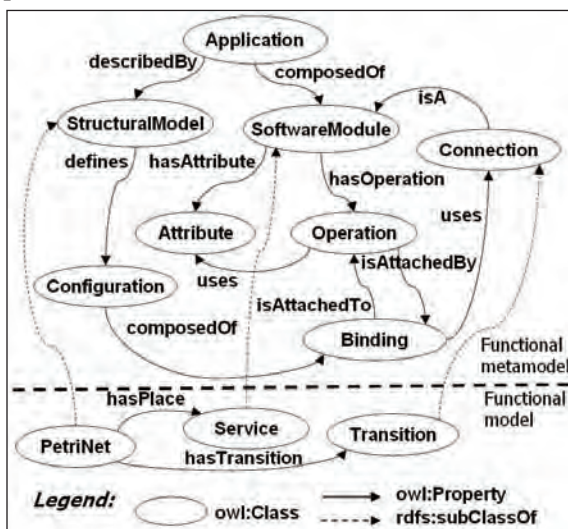 Application
describedBy
composedOf
isA
StructuralModel
SoftwareModule
Connection
defines
hasAttribute
hasOperation
uses
Attribute
Operation
Configuration
uses
isAttachedBy
isAttachedTo
composedOf
Binding
Functional
metamodel
hasPlace
Functional
model
PetriNet
Service
Transition
hasTransition
Legend:
owl:Class
owl:Property
rdfs:subClassOf